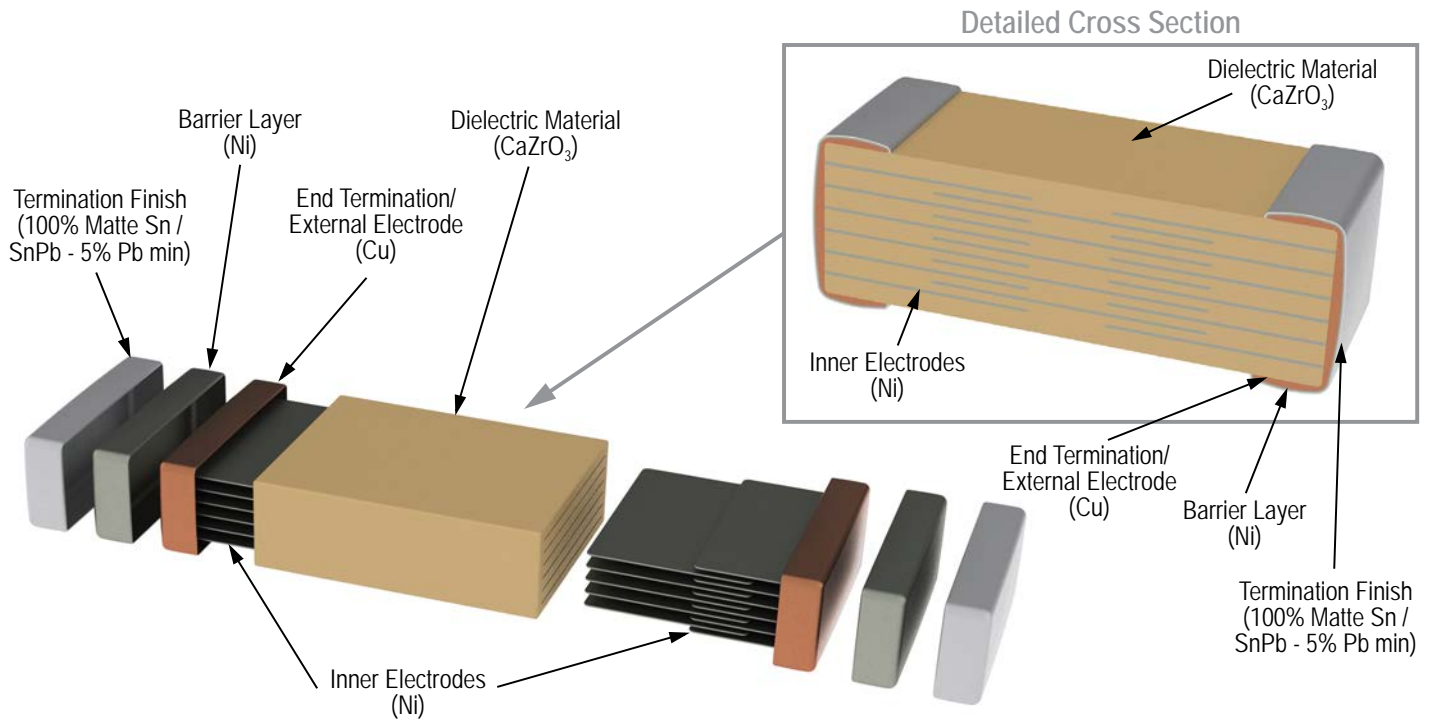 Detailed Cross Section
Dielectric Material
(CaZrO₃)
Inner Electrodes
(Ni)
End Termination/
External Electrode
(Cu)
Barrier Layer
(Ni)
Termination Finish
(100% Matte Sn /
SnPb - 5% Pb min)
Barrier Layer
(Ni)
Dielectric Material
(CaZrO₃)
Termination Finish
(100% Matte Sn /
SnPb - 5% Pb min)
End Termination/
External Electrode
(Cu)
Inner Electrodes
(Ni)